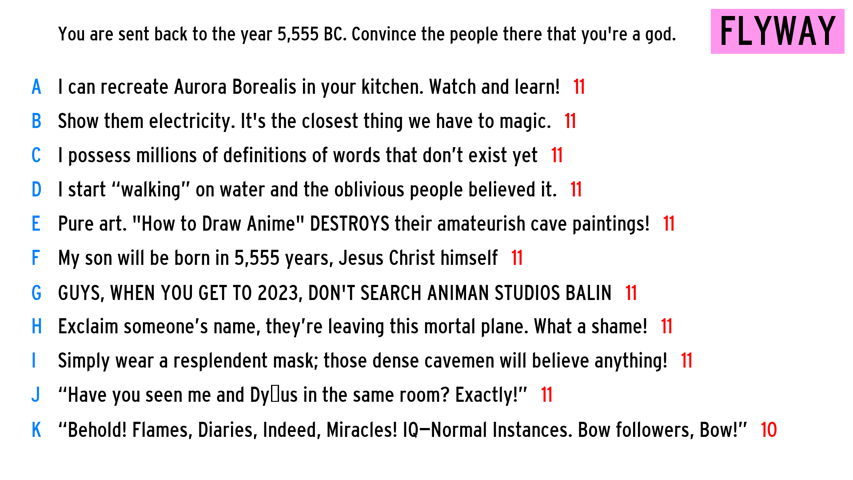 You are sent back to the year 5,555 BC. Convince the people there that you're a god. FLYWAY
A I can recreate Aurora Borealis in your kitchen. Watch and learn! 11
B Show them electricity. It's the closest thing we have to magic. 11
C I possess millions of definitions of words that don’t exist yet 11
D I start “walking” on water and the oblivious people believed it. 11
E Pure art. "How to Draw Anime" DESTROYS their amateurish cave paintings! 11
F My son will be born in 5,555 years, Jesus Christ himself 11
G GUYS, WHEN YOU GET TO 2023, DON'T SEARCH ANIMAN STUDIOS BALIN 11
H Exclaim someone’s name, they’re leaving this mortal plane. What a shame! 11
I Simply wear a resplendent mask; those dense cavemen will believe anything! 11
J “Have you seen me and Dy▯us in the same room? Exactly!” 11
K “Behold! Flames, Diaries, Indeed, Miracles! IQ—Normal Instances. Bow followers, Bow!” 10